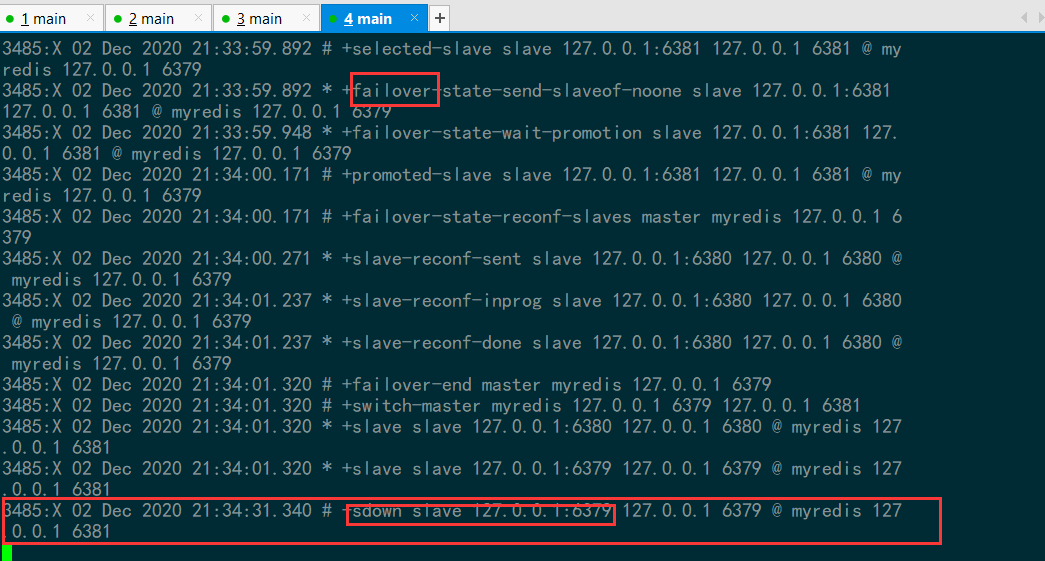 1 main
2 main
3 main
4 main
3485:X 02 Dec 2020 21:33:59.892 # +selected-slave slave 127.0.0.1:6381 127.0.0.1 6381 @ my
redis 127.0.0.1 6379
3485:X 02 Dec 2020 21:33:59.892 * +failover-state-send-slaveof-noone slave 127.0.0.1:6381
127.0.0.1 6381 @ myredis 127.0.0.1 6379
3485:X 02 Dec 2020 21:33:59.948 * +failover-state-wait-promotion slave 127.0.0.1:6381 127.
0.0.1 6381 @ myredis 127.0.0.1 6379
3485:X 02 Dec 2020 21:34:00.171 # +promoted-slave slave 127.0.0.1:6381 127.0.0.1 6381 @ my
redis 127.0.0.1 6379
3485:X 02 Dec 2020 21:34:00.171 # +failover-state-reconf-slaves master myredis 127.0.0.1 6
379
3485:X 02 Dec 2020 21:34:00.271 * +slave-reconf-sent slave 127.0.0.1:6380 127.0.0.1 6380 @
myredis 127.0.0.1 6379
3485:X 02 Dec 2020 21:34:01.237 * +slave-reconf-inprog slave 127.0.0.1:6380 127.0.0.1 6380
@ myredis 127.0.0.1 6379
3485:X 02 Dec 2020 21:34:01.237 * +slave-reconf-done slave 127.0.0.1:6380 127.0.0.1 6380 @
myredis 127.0.0.1 6379
3485:X 02 Dec 2020 21:34:01.320 # +failover-end master myredis 127.0.0.1 6379
3485:X 02 Dec 2020 21:34:01.320 # +switch-master myredis 127.0.0.1 6379 127.0.0.1 6381
3485:X 02 Dec 2020 21:34:01.320 * +slave slave 127.0.0.1:6380 127.0.0.1 6380 @ myredis 127
.0.0.1 6381
3485:X 02 Dec 2020 21:34:01.320 * +slave slave 127.0.0.1:6379 127.0.0.1 6379 @ myredis 127
.0.0.1 6381
3485:X 02 Dec 2020 21:34:31.340 # +sdown slave 127.0.0.1:6379 127.0.0.1 6379 @ myredis 127
.0.0.1 6381